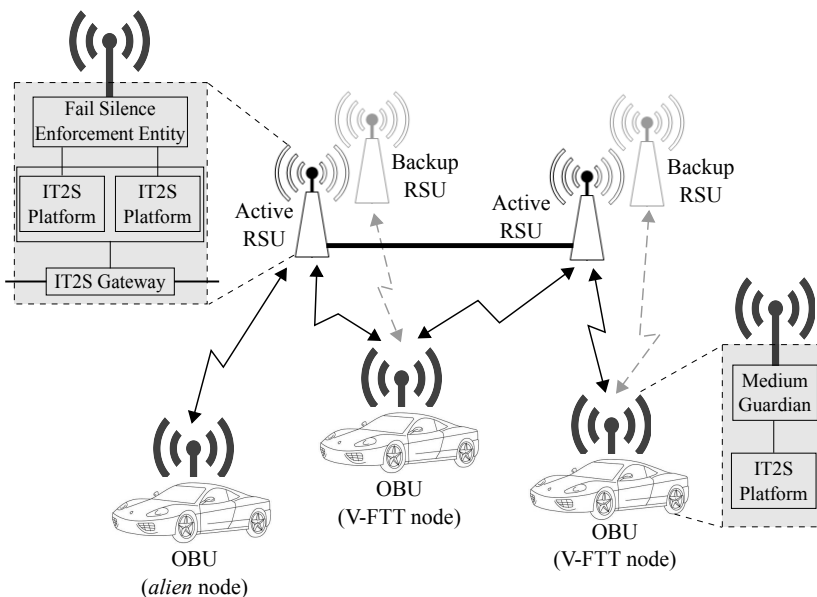 Fail Silence
Enforcement Entity
IT2S
Platform
IT2S
Platform
IT2S Gateway
Active
RSU
Backup
RSU
Active
RSU
Backup
RSU
Medium
Guardian
IT2S
Platform
OBU
(alien node)
OBU
(V-FTT node)
OBU
(V-FTT node)